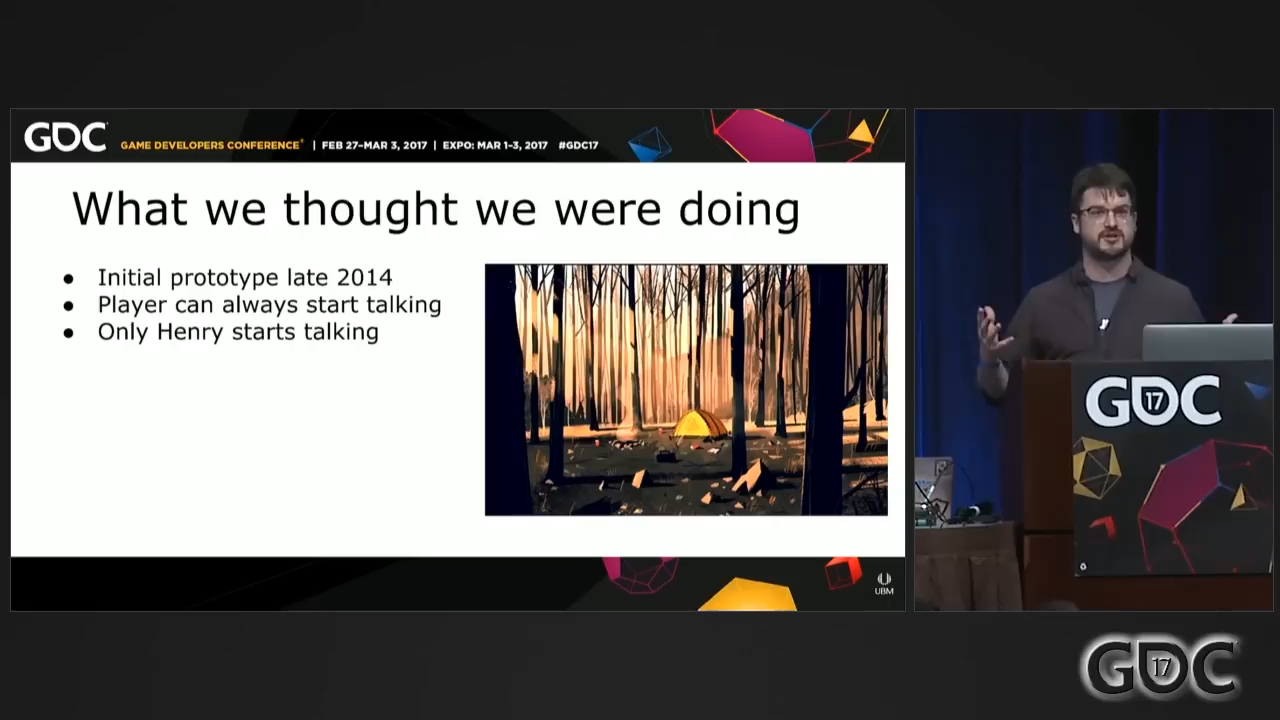 GDC
GAME DEVELOPERS CONFERENCE® | FEB 27–MAR 3, 2017 | EXPO: MAR 1–3, 2017 #GDC17
What we thought we were doing
● Initial prototype late 2014
● Player can always start talking
● Only Henry starts talking
UBM
GDC
17
GDC
17